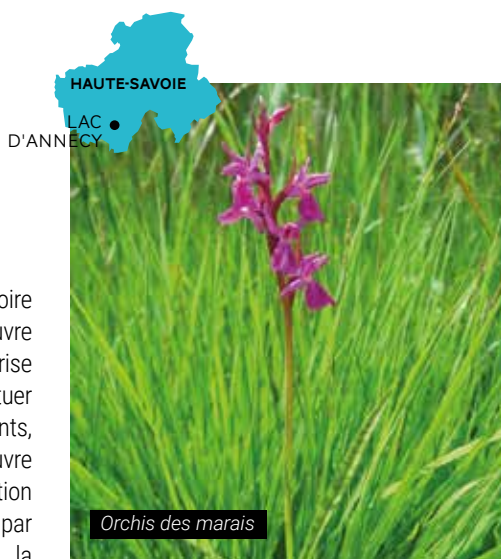 HAUTE-SAVOIE
LAC
D'ANNECY
oire
uvre
rise
tuer
nts,
uvre
tion
par
la
Orchis des marais